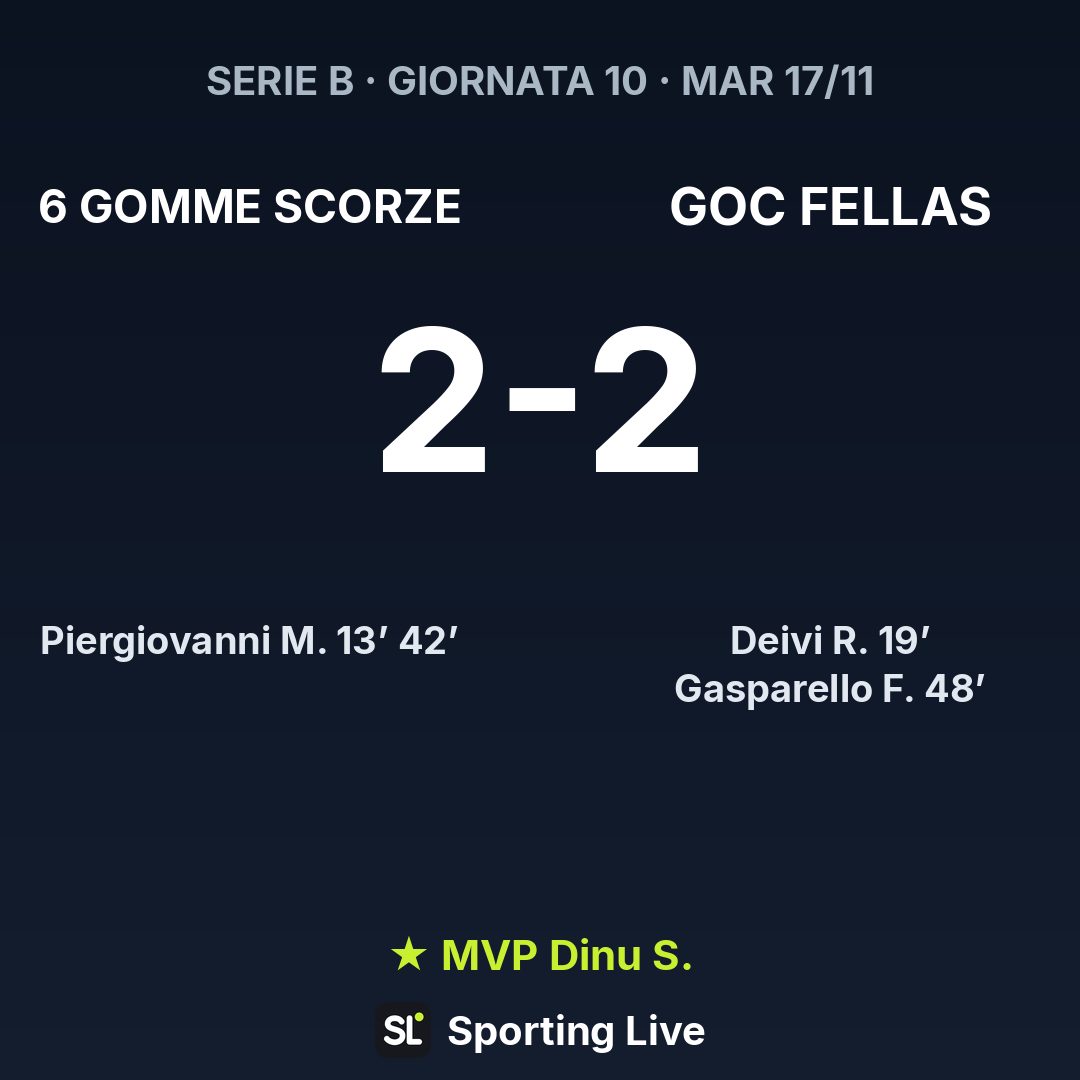 SERIE B · GIORNATA 10 · MAR 17/11
6 GOMME SCORZE
GOC FELLAS
2-2
Piergiovanni M. 13’ 42’
Deivi R. 19’
Gasparello F. 48’
★ MVP Dinu S.
SL Sporting Live